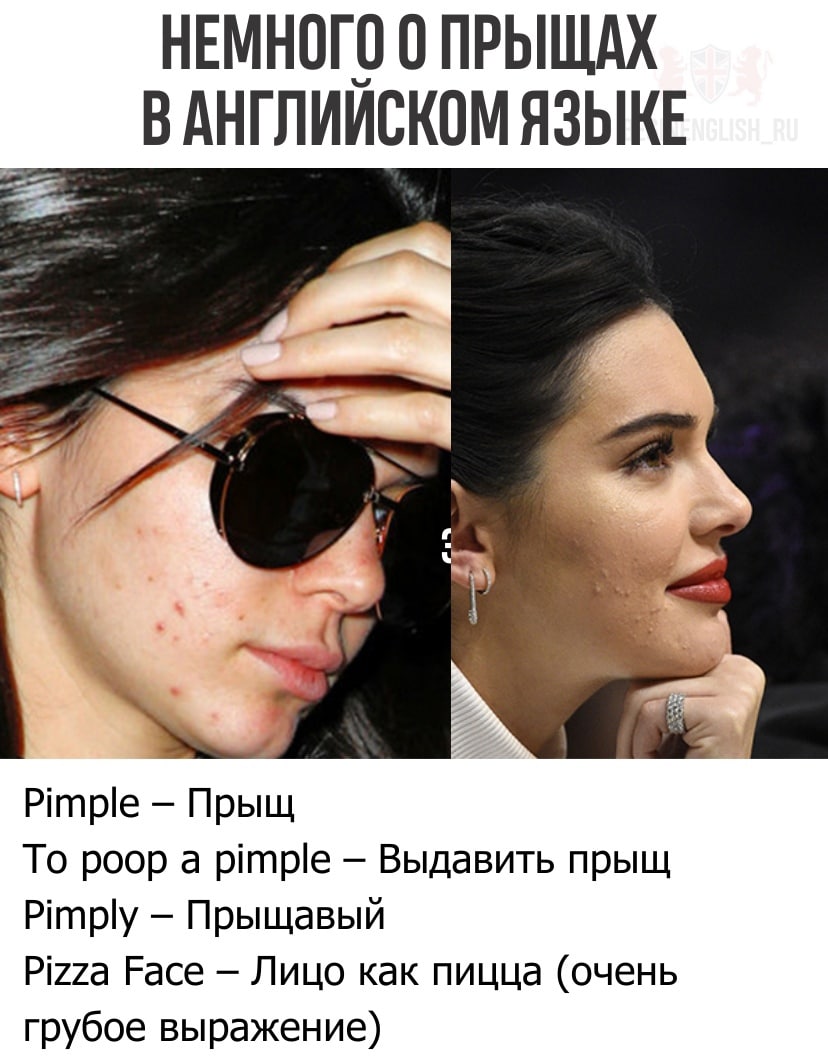 НЕМНОГО О ПРЫЩАХ
В АНГЛИЙСКОМ ЯЗЫКЕ
ENGLISH_RU
Pimple – Прыщ
To poop a pimple – Выдавить прыщ
Pimply – Прыщавый
Pizza Face – Лицо как пицца (очень
грубое выражение)